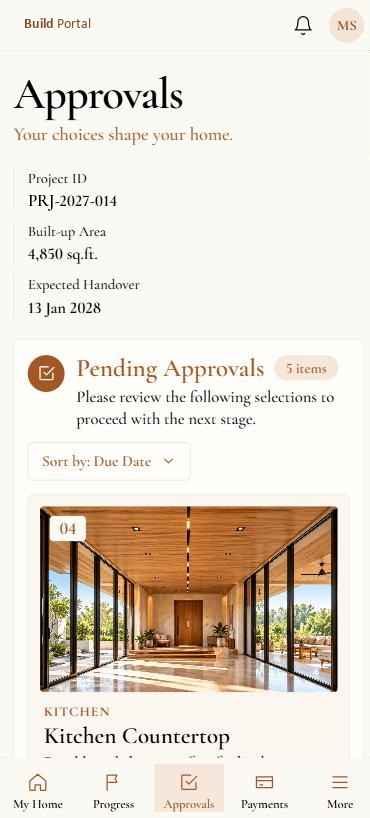 Build Portal
MS
Approvals
Your choices shape your home.
Project ID
PRJ-2027-014
Built-up Area
4,850 sq.ft.
Expected Handover
13 Jan 2028
Pending Approvals
5 items
Please review the following selections to
proceed with the next stage.
Sort by: Due Date
04
KITCHEN
Kitchen Countertop
My Home
Progress
Approvals
Payments
More